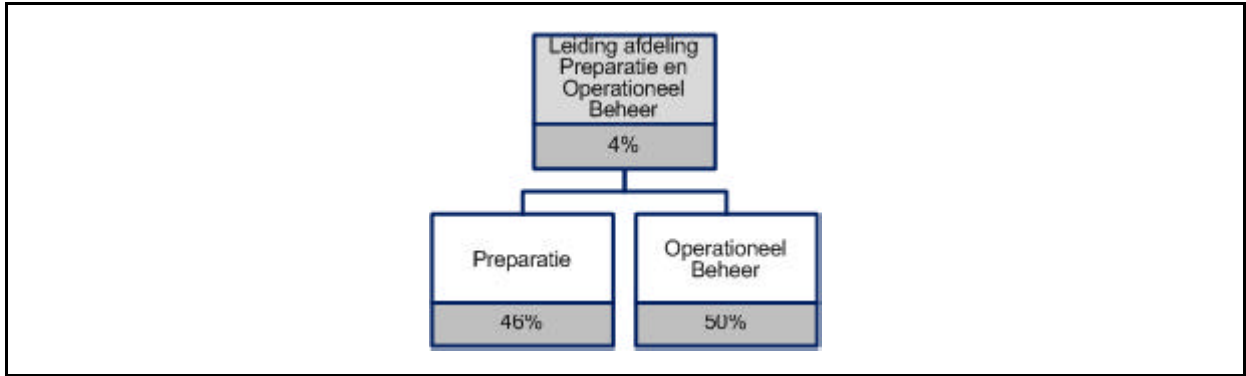 Leiding afdeling
Preparatie en
Operationeel
Beheer
4%
Preparatie
46%
Operationeel
Beheer
50%